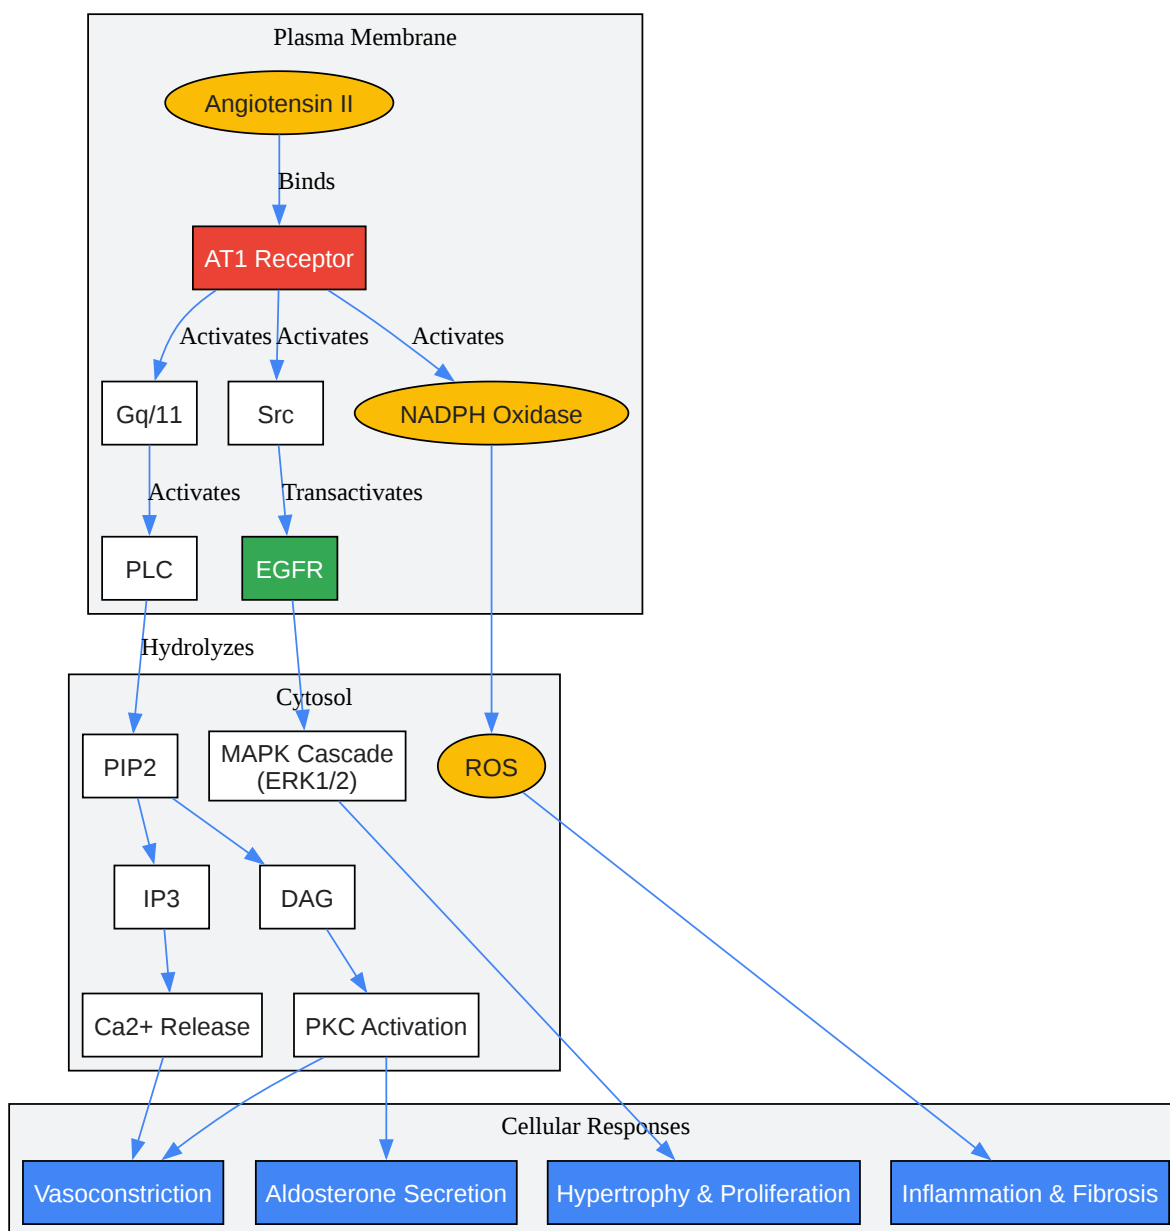 Plasma Membrane
Angiotensin II
Binds
AT1 Receptor
Activates
Activates
Activates
Gq/11
Src
NADPH Oxidase
Activates
Transactivates
PLC
EGFR
Hydrolyzes
Cytosol
PIP2
MAPK Cascade
(ERK1/2)
ROS
IP3
DAG
Ca2+ Release
PKC Activation
Cellular Responses
Vasoconstriction
Aldosterone Secretion
Hypertrophy & Proliferation
Inflammation & Fibrosis